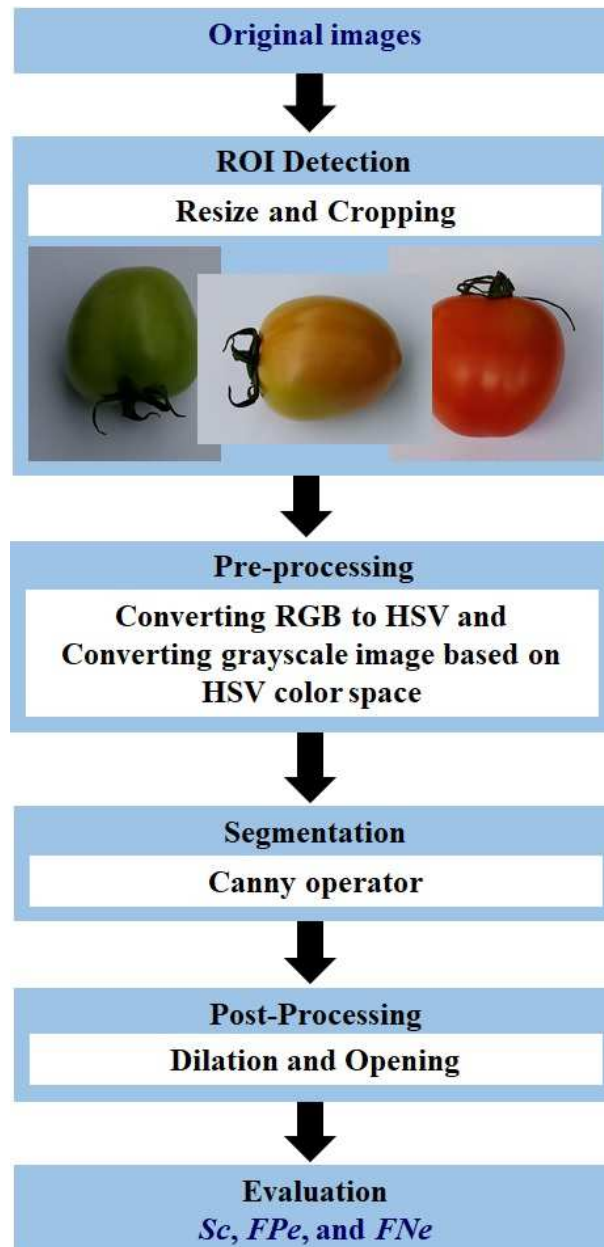 Original images
ROI Detection
Resize and Cropping
Pre-processing
Converting RGB to HSV and
Converting grayscale image based on
HSV color space
Segmentation
Canny operator
Post-Processing
Dilation and Opening
Evaluation
Sc, FPe, and FNe